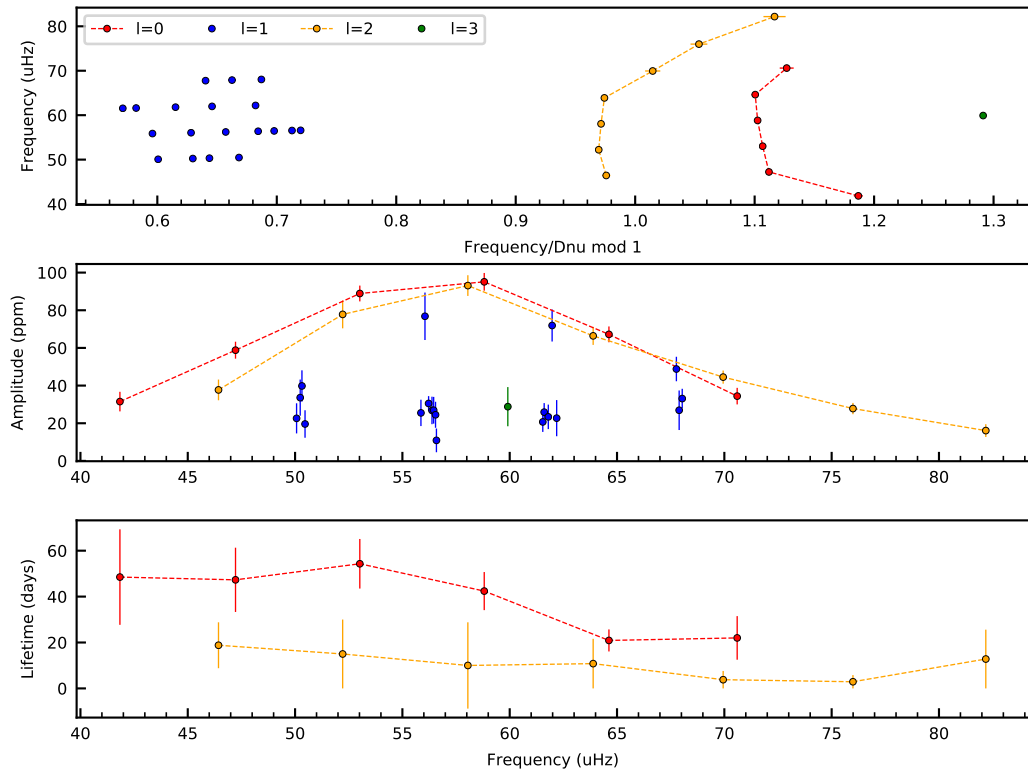 l=0 l=1 l=2 l=3
Frequency (uHz)
80
70
60
50
40
0.6 0.7 0.8 0.9 1.0 1.1 1.2 1.3
Frequency/Dnu mod 1
Amplitude (ppm)
100
80
60
40
20
0
40 45 50 55 60 65 70 75 80
Lifetime (days)
60
40
20
0
40 45 50 55 60 65 70 75 80
Frequency (uHz)